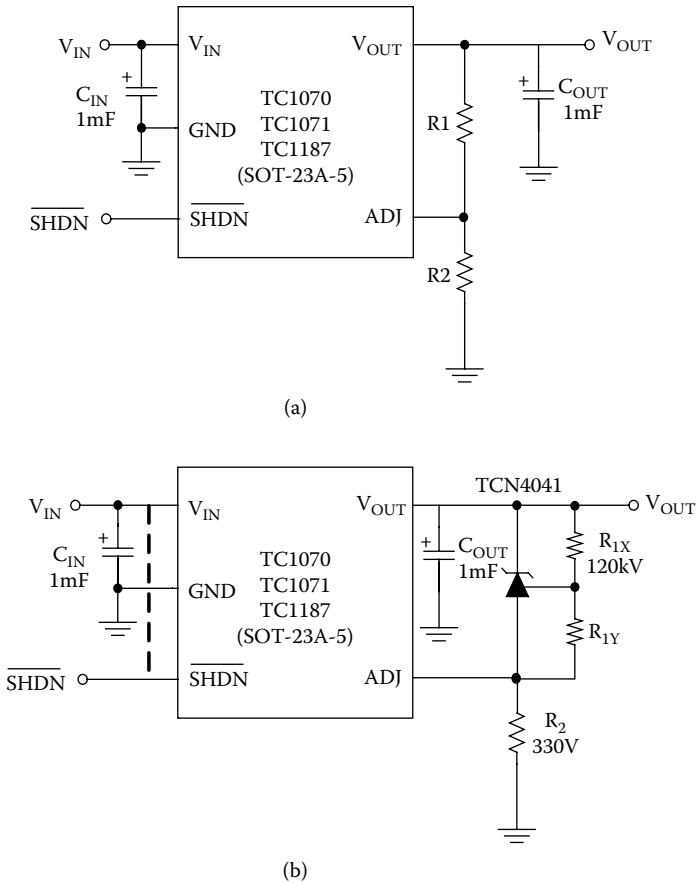 V_IN
V_IN
V_OUT
V_OUT
+
C_IN
1mF
TC1070
TC1071
TC1187
(SOT-23A-5)
+
C_OUT
1mF
R1
GND
SHDN
SHDN
ADJ
R2
(a)
TCN4041
V_IN
V_IN
V_OUT
V_OUT
+
C_IN
1mF
TC1070
TC1071
TC1187
(SOT-23A-5)
+
C_OUT
1mF
R_1X
120kV
GND
R_1Y
SHDN
SHDN
ADJ
R_2
330V
(b)